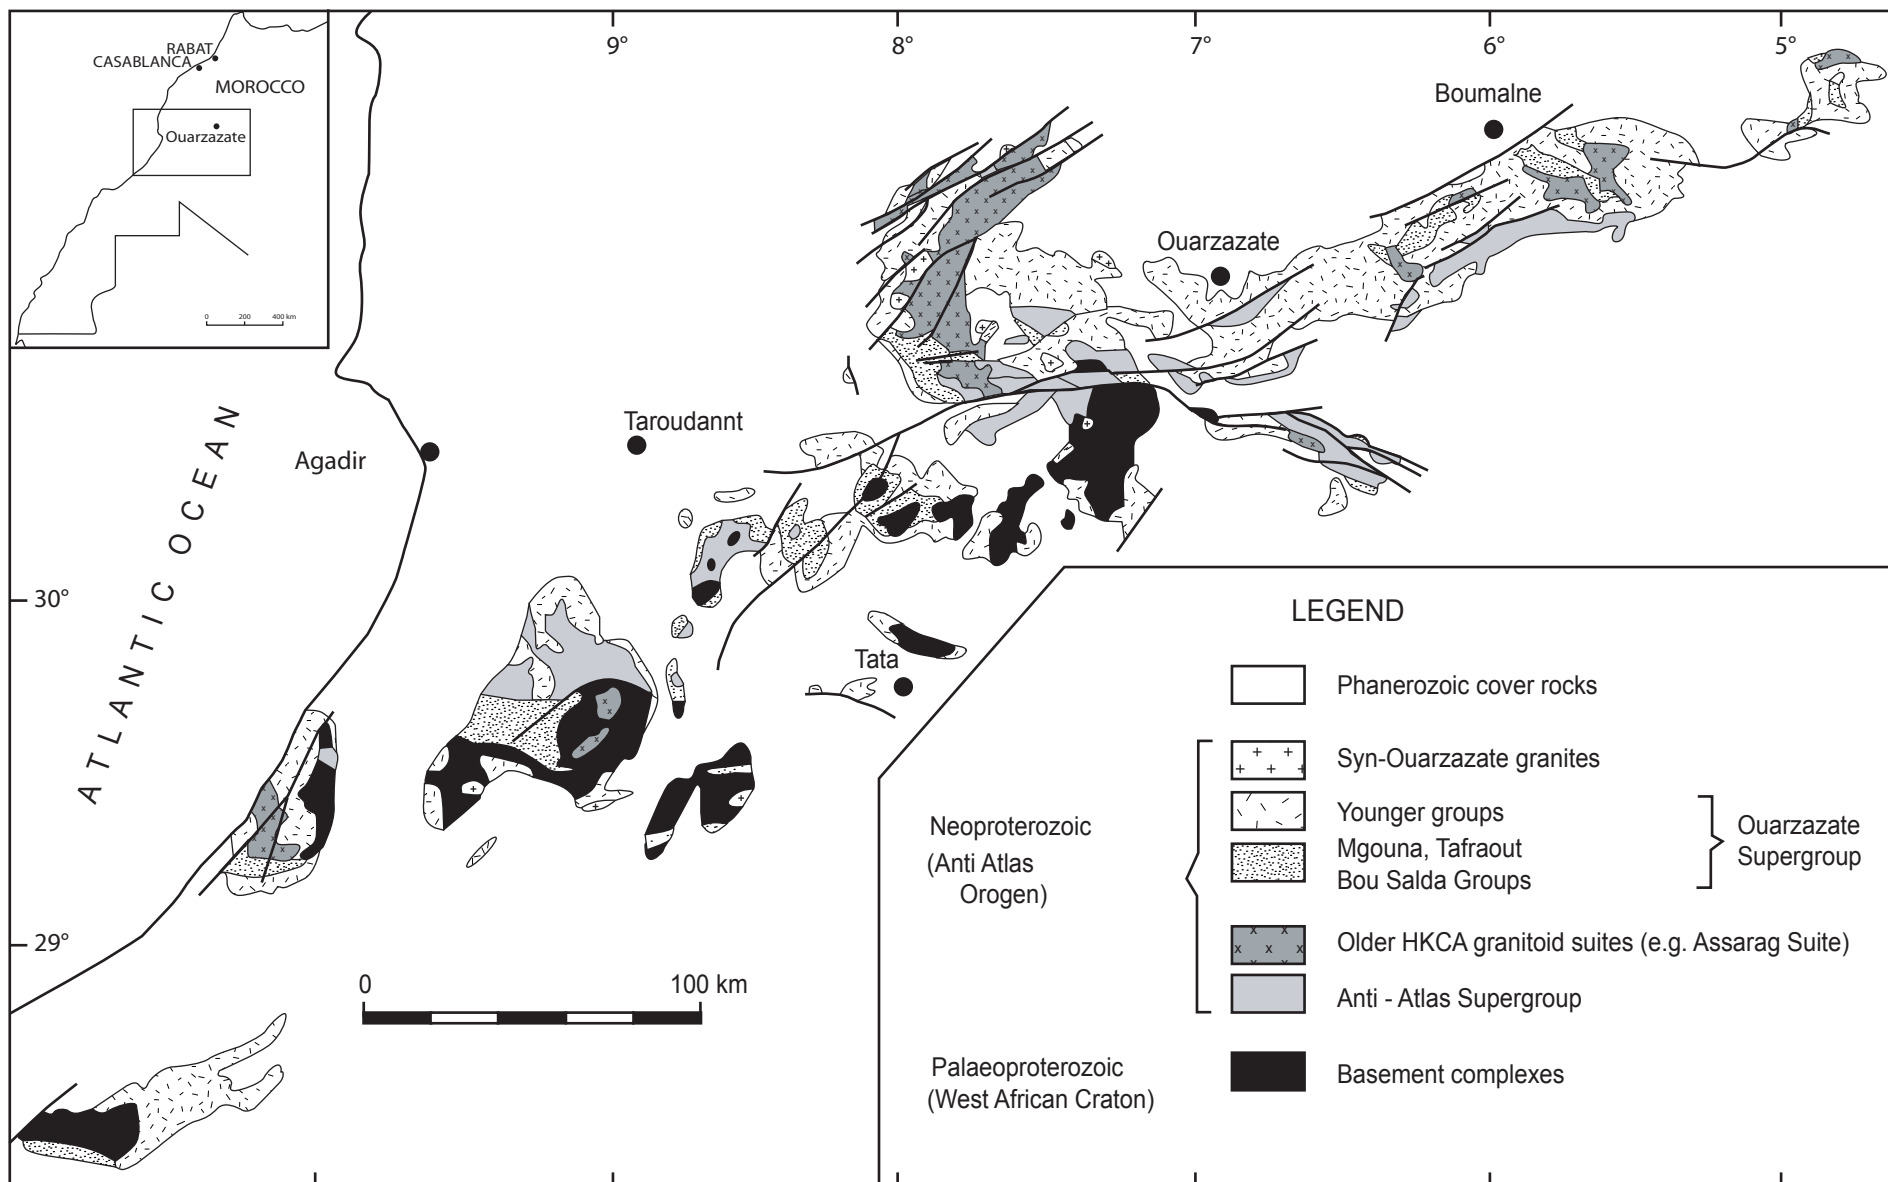 RABAT
CASABLANCA
MOROCCO
Ouarzazate
0 200 400 km
9° 8° 7° 6° 5°
Boumalne
Ouarzazate
Taroudannt
Agadir
ATLANTIC OCEAN
30°
Tata
29°
0 100 km
LEGEND
Phanerozoic cover rocks
Syn-Ouarzazate granites
Younger groups
Mgouna, Tafraout
Bou Salda Groups
Ouarzazate
Supergroup
Neoproterozoic
(Anti Atlas
Orogen)
Older HKCA granitoid suites (e.g. Assarag Suite)
Anti - Atlas Supergroup
Palaeoproterozoic
(West African Craton)
Basement complexes